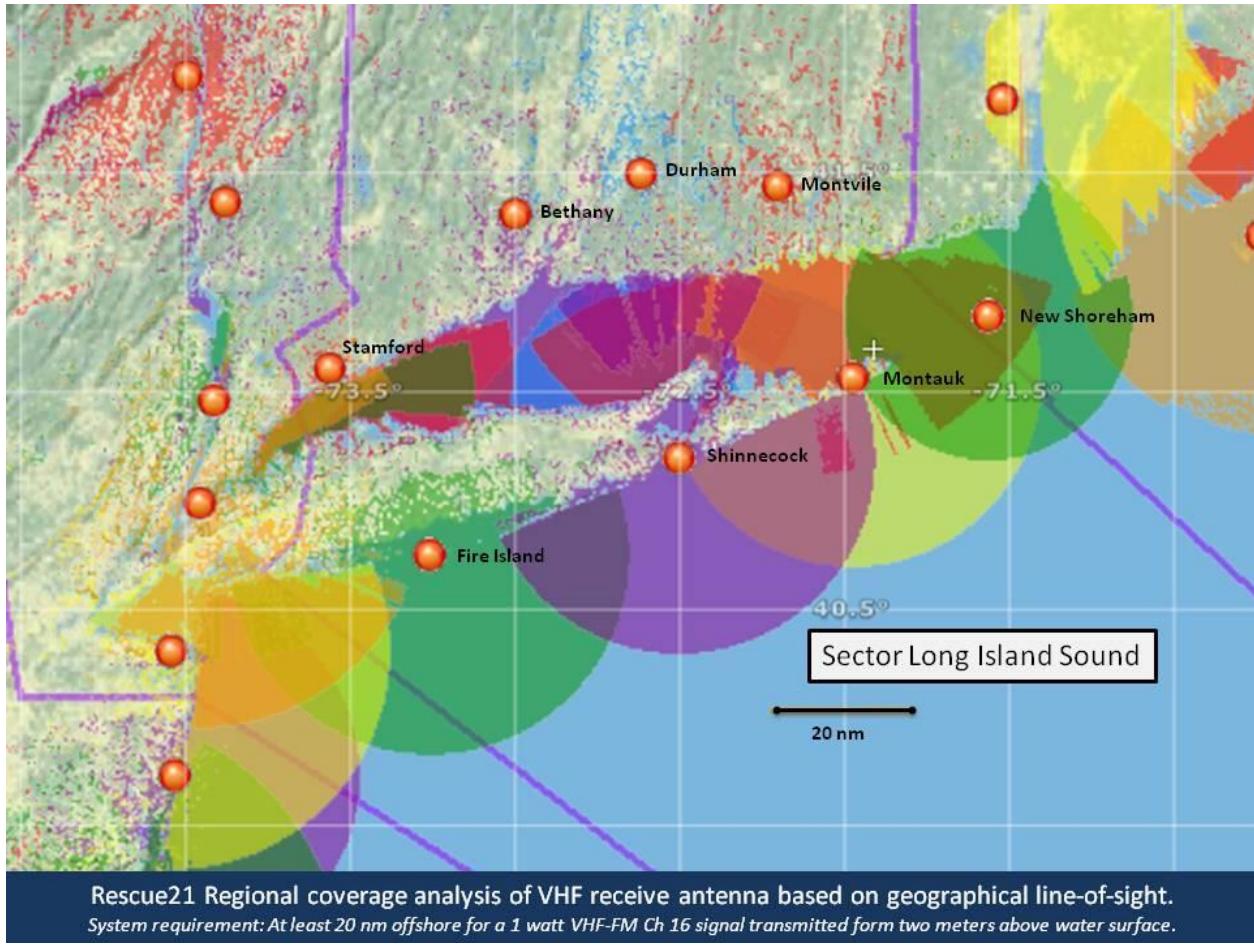 Durham
Montvile
Bethany
New Shoreham
Stamford
Montauk
-73.5°
-72.5°
-71.5°
Shinnecock
Fire Island
40.5°
Sector Long Island Sound
20 nm
Rescue21 Regional coverage analysis of VHF receive antenna based on geographical line-of-sight.
System requirement: At least 20 nm offshore for a 1 watt VHF-FM Ch 16 signal transmitted form two meters above water surface.